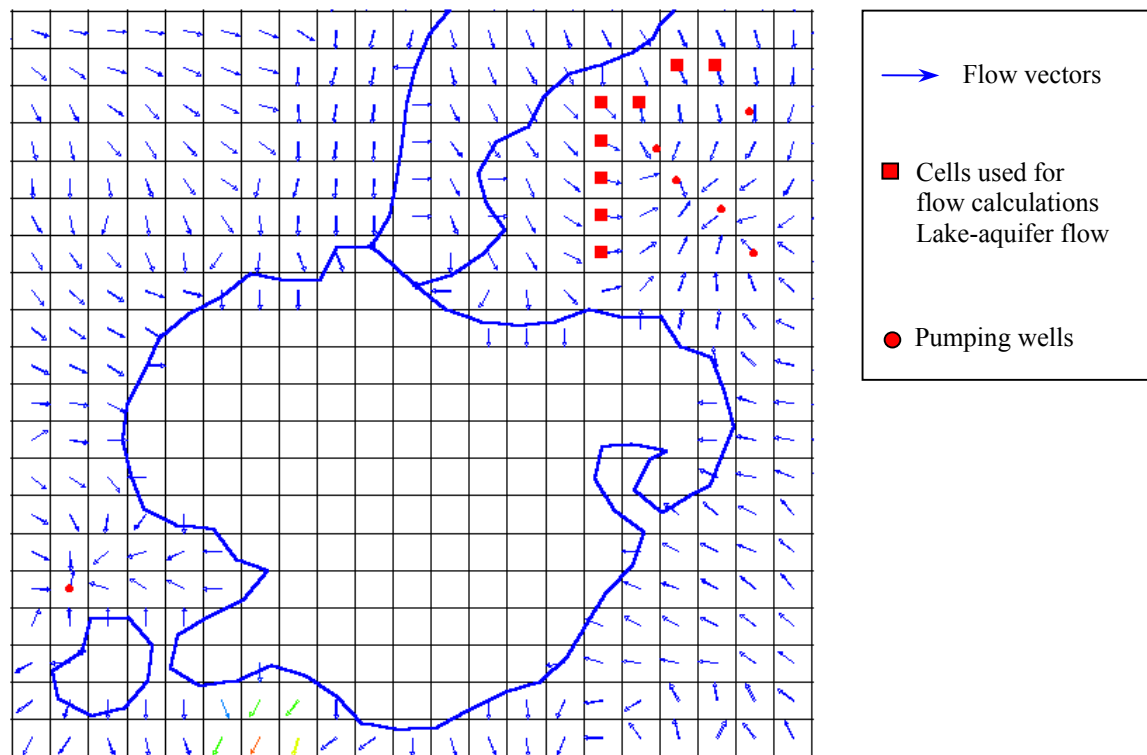 Flow vectors
Cells used for
flow calculations
Lake-aquifer flow
Pumping wells